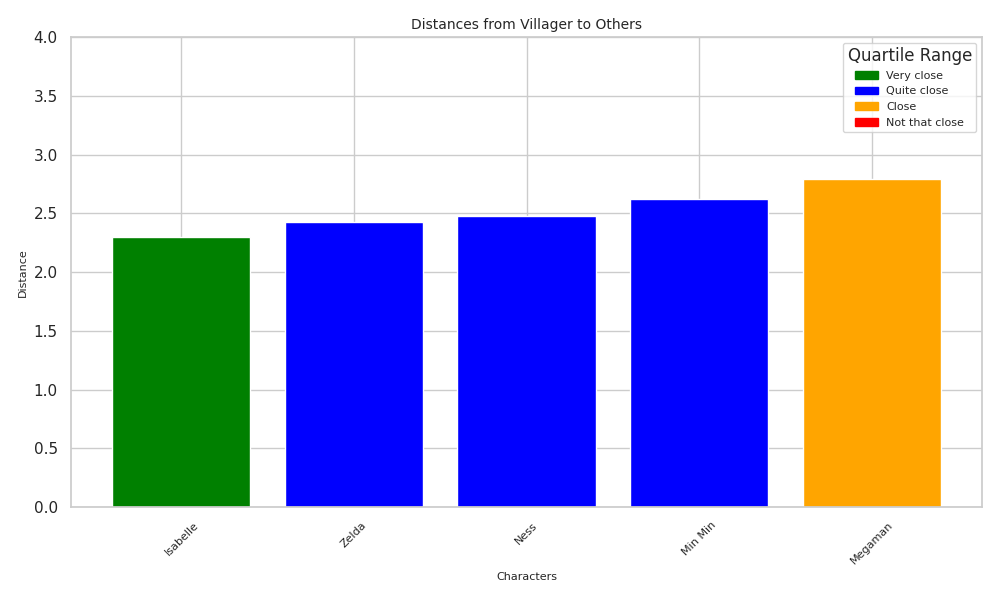 Distances from Villager to Others
4.0
3.5
3.0
2.5
2.0
1.5
1.0
0.5
0.0
Distance
Quartile Range
Very close
Quite close
Close
Not that close
Isabelle
Zelda
Ness
Min Min
Megaman
Characters